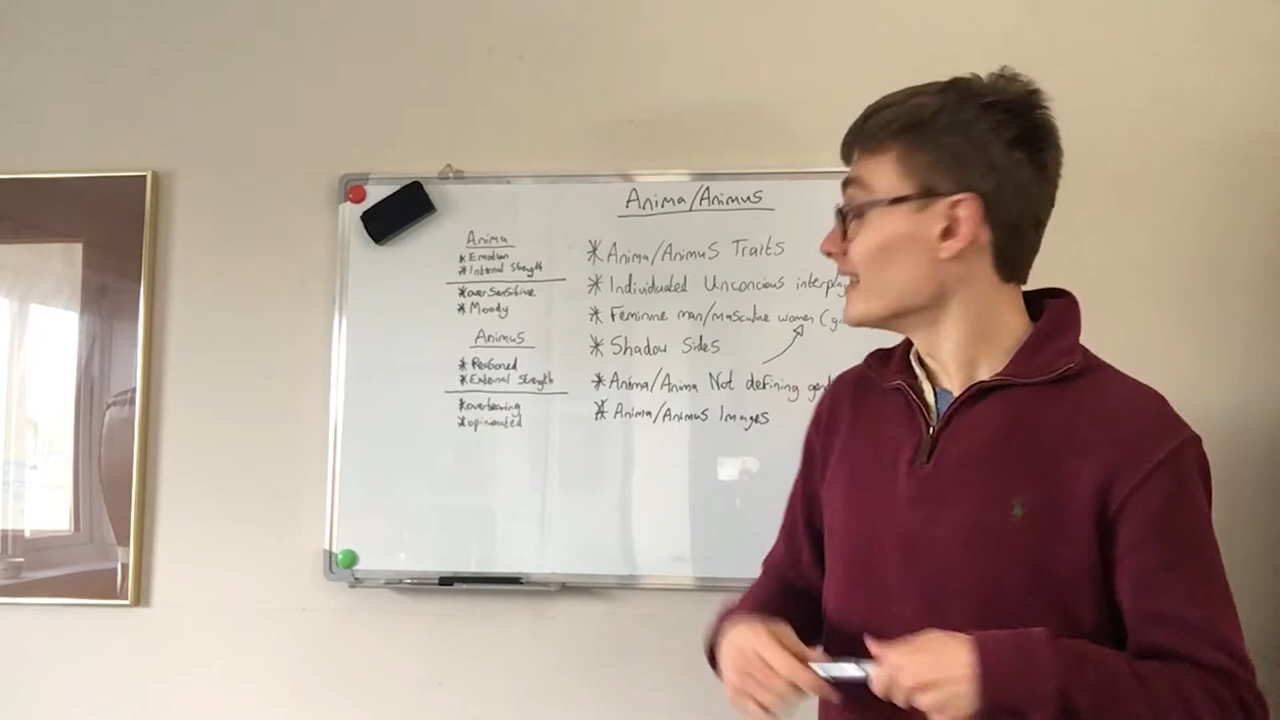 Anima/Animus
Anima
* Emotion
* Internal Strength
* over sensitive
* Moody
Animus
* Reasoned
* External Strength
* overbearing
* opinionated
* Anima/Animus Traits
* Individuated Unconcious interplay
* Feminine man/masculine women
* Shadow Sides
* Anima/Anima Not defining
* Anima/Animus Images